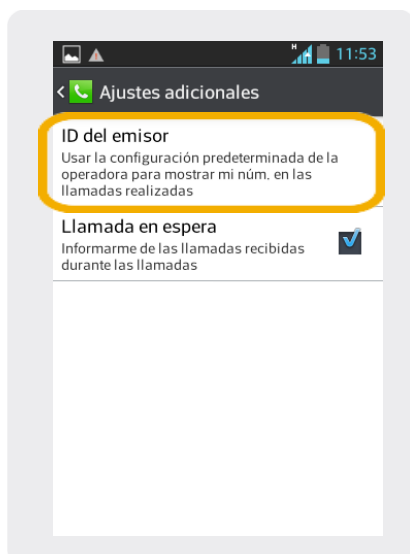 H 11:53
Ajustes adicionales
ID del emisor
Usar la configuración predeterminada de la
operadora para mostrar mi núm. en las
llamadas realizadas
Llamada en espera
Informarme de las llamadas recibidas
durante las llamadas